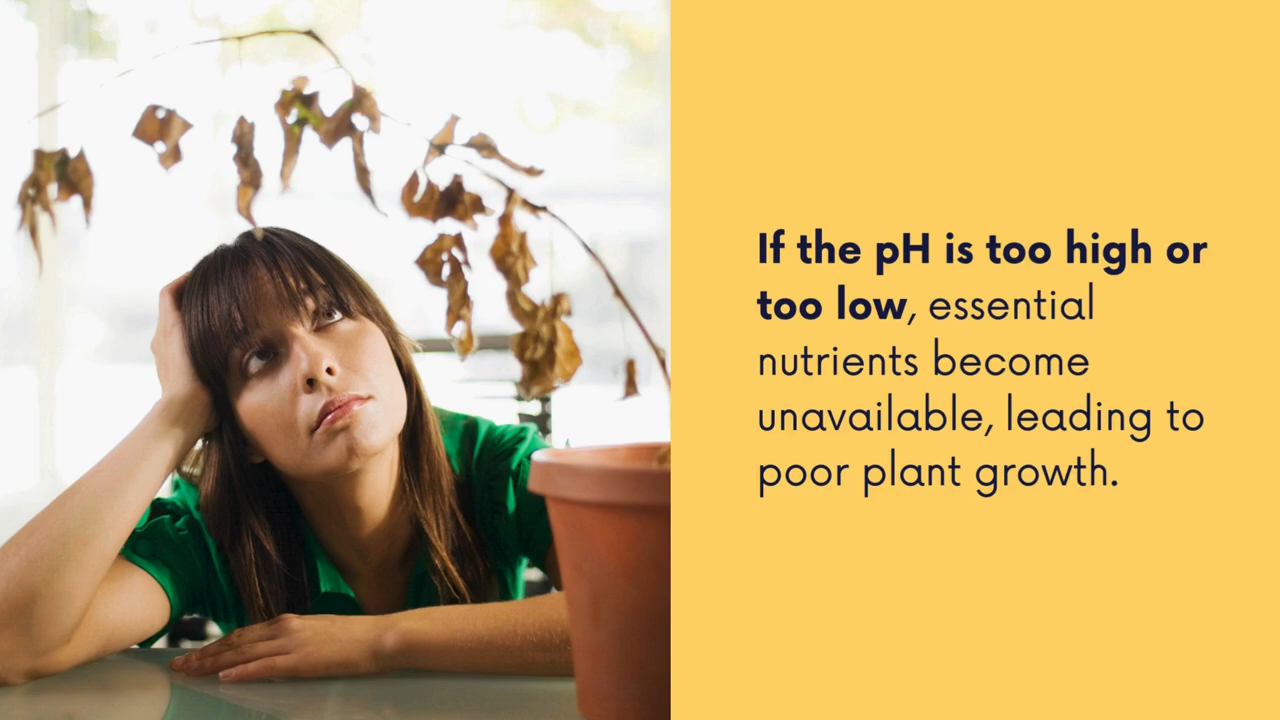 If the pH is too high or
too low, essential
nutrients become
unavailable, leading to
poor plant growth.